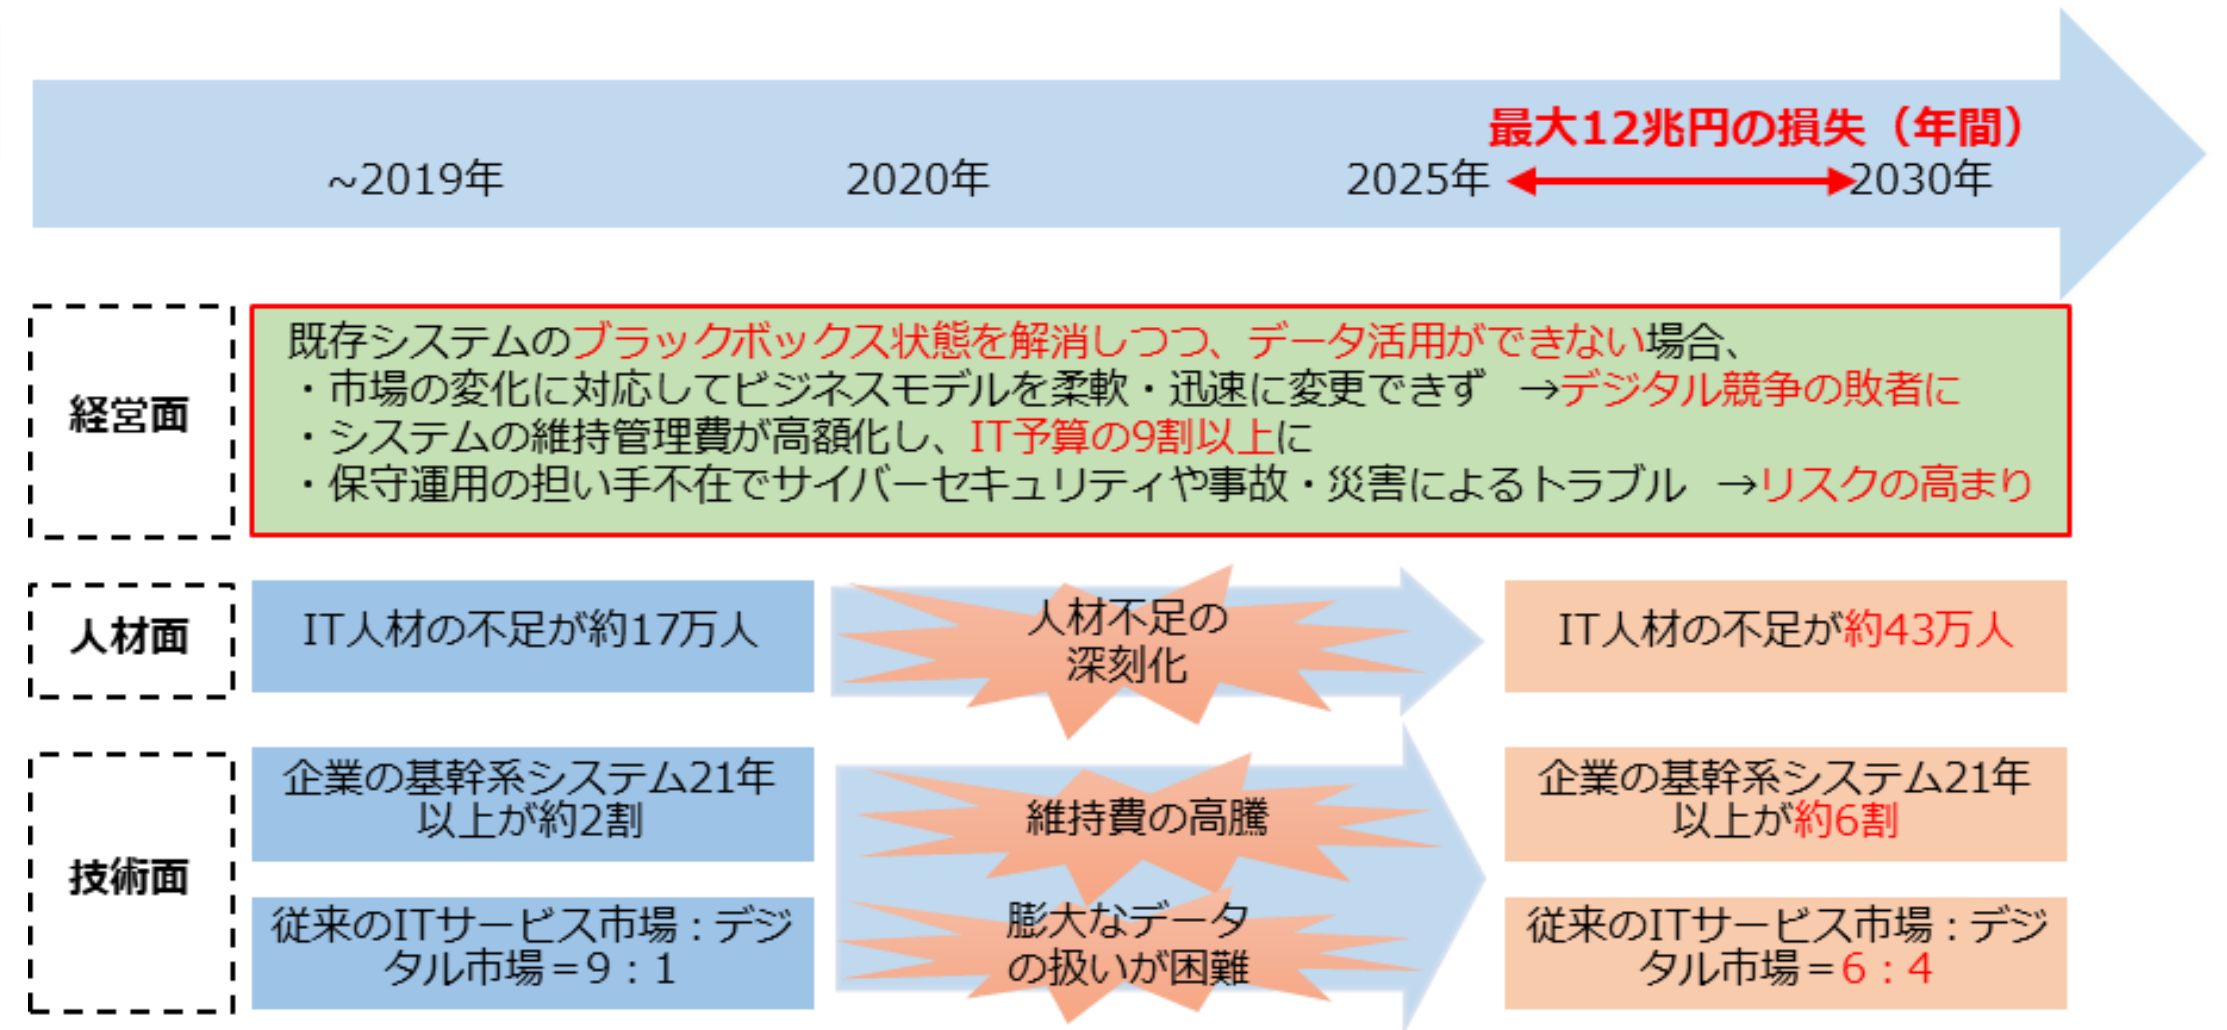 最大12兆円の損失（年間）
~2019年
2020年
2025年
2030年
経営面
既存システムのブラックボックス状態を解消しつつ、データ活用ができない場合、
・市場の変化に対応してビジネスモデルを柔軟・迅速に変更できず →デジタル競争の敗者に
・システムの維持管理費が高額化し、IT予算の9割以上に
・保守運用の担い手不在でサイバーセキュリティや事故・災害によるトラブル →リスクの高まり
人材面
IT人材の不足が約17万人
人材不足の
深刻化
IT人材の不足が約43万人
技術面
企業の基幹系システム21年
以上が約2割
維持費の高騰
企業の基幹系システム21年
以上が約6割
従来のITサービス市場：デジ
タル市場＝9：1
膨大なデータ
の扱いが困難
従来のITサービス市場：デジ
タル市場＝6：4